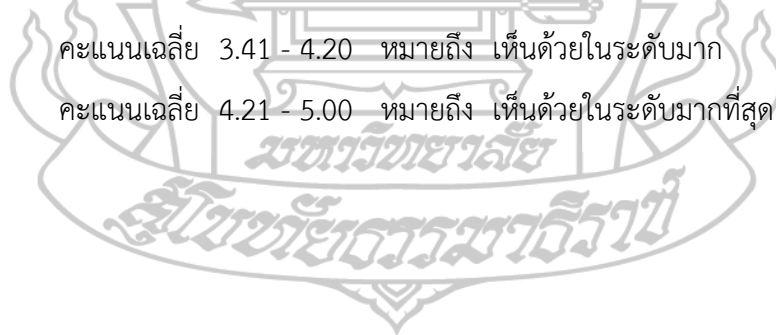 คะแนนเฉลี่ย 3.41 - 4.20 หมายถึง เห็นด้วยในระดับมาก
คะแนนเฉลี่ย 4.21 - 5.00 หมายถึง เห็นด้วยในระดับมากที่สุด
มหาวิทยาลัย
สุโขทัยธรรมาธิราช